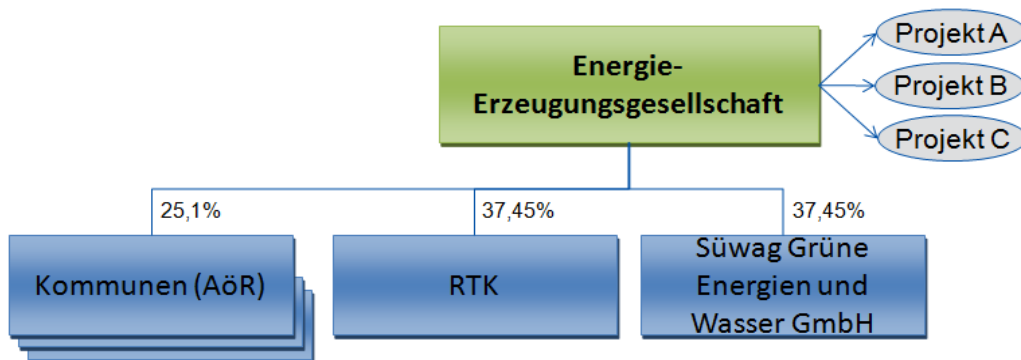 Energie-
Erzeugungsgesellschaft
Projekt A
Projekt B
Projekt C
25,1%
37,45%
37,45%
Kommunen (AöR)
RTK
Süwag Grüne
Energien und
Wasser GmbH